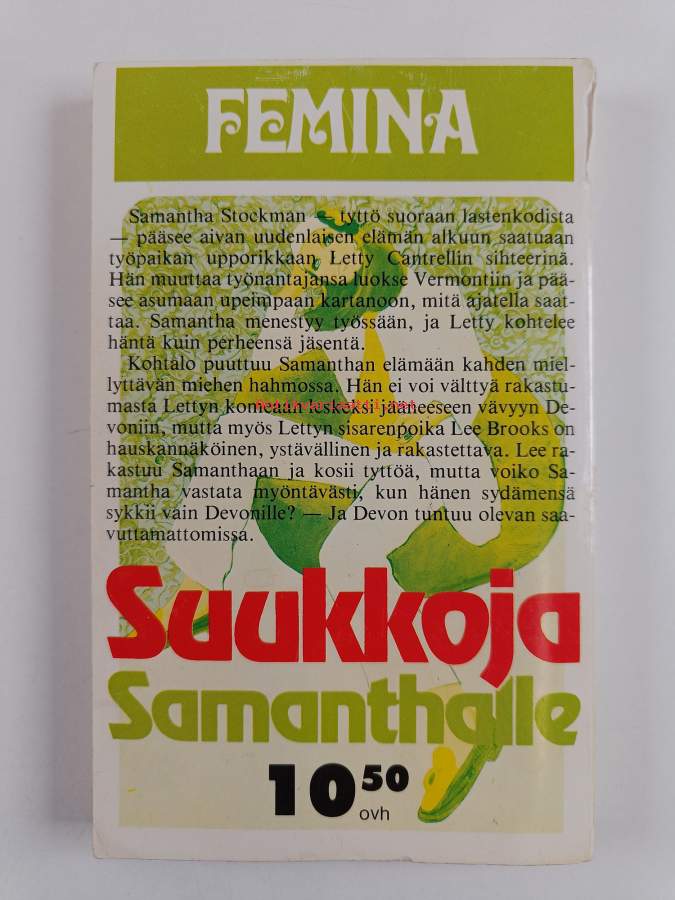 FEMINA
Samantha Stockman — tyttö suoraan lastenkodista
— pääsee aivan uudenlaisen elämän alkuun saatuaan
työpaikan upporikkaan Letty Cantrellin sihteerinä.
Hän muuttaa työnantajansa luokse Vermontiin ja pää-
see asumaan upeimpaan kartanoon, mitä ajatella saat-
taa. Samantha menestyy työssään, ja Letty kohtelee
häntä kuin perheensä jäsentä.
Kohtalo puuttuu Samanthan elämään kahden miel-
lyttävän miehen hahmossa. Hän ei voi välttyä rakastu-
masta Lettyn komeaan leskeksi jääneeseen vävyyn De-
voniin, mutta myös Lettyn sisarenpoika Lee Brooks on
hauskannäköinen, ystävällinen ja rakastettava. Lee ra-
kastuu Samanthaan ja kosii tyttöä, mutta voiko Sa-
mantha vastata myöntävästi, kun hänen sydämensä
sykkii vain Devonille? — Ja Devon tuntuu olevan saa-
vuttamattomissa.
Suukkoja
Samanthalle
10 50
ovh